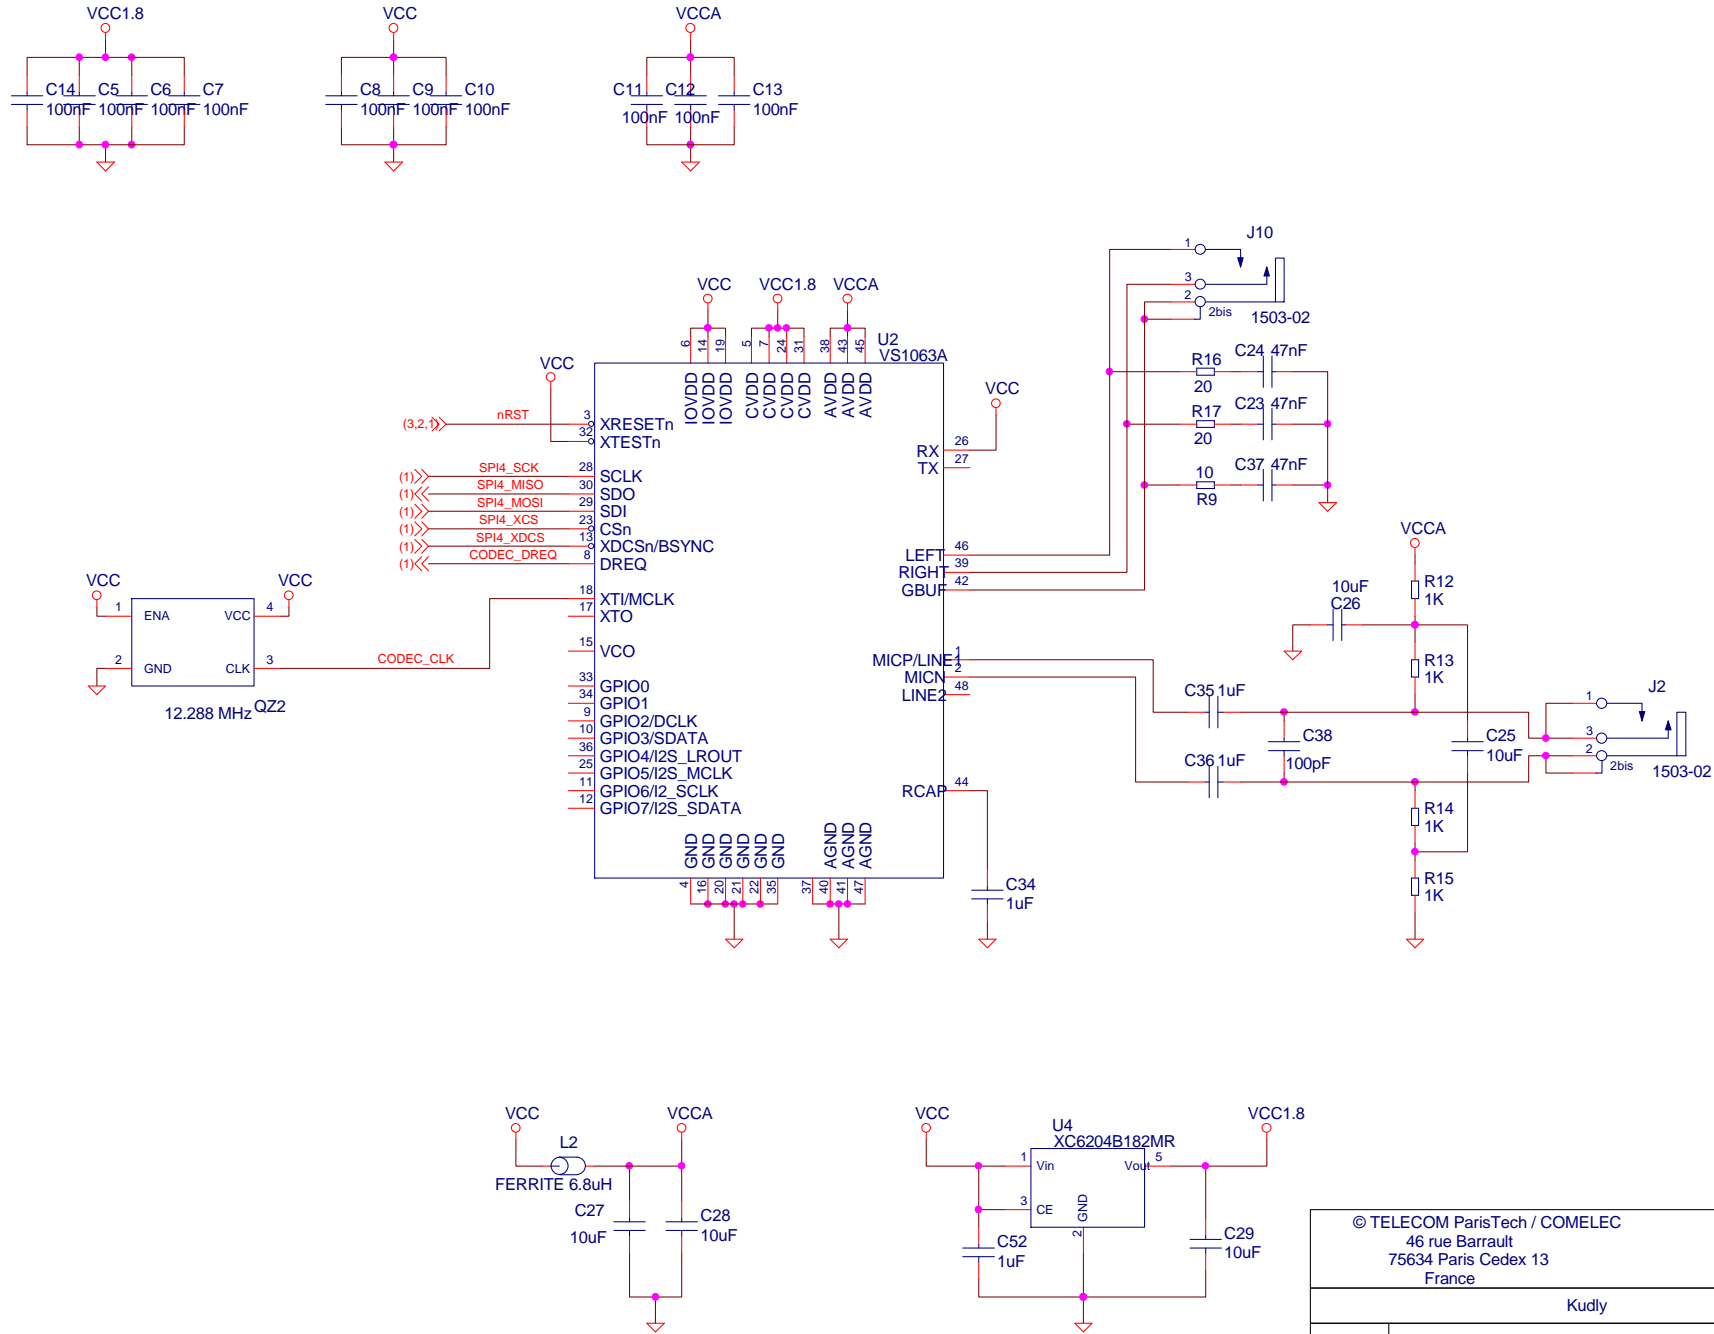 VCC1.8
VCC
VCCA
C14
100nF
C5
100nF
C6
100nF
C7
100nF
C8
100nF
C9
100nF
C10
100nF
C11
100nF
C12
100nF
C13
100nF
J10
1
3
2
2bis
1503-02
VCC
VCC1.8
VCCA
U2
VS1063A
6
14
19
5
7
24
31
38
43
45
IOVDD
IOVDD
IOVDD
CVDD
CVDD
CVDD
CVDD
AVDD
AVDD
AVDD
VCC
(3,2,1)
nRST
3
XRESETn
32
XTESTn
(1)
SPI4_SCK
28
SCLK
(1)
SPI4_MISO
30
SDO
(1)
SPI4_MOSI
29
SDI
(1)
SPI4_XCS
23
CSn
(1)
SPI4_XDCS
13
XDCSn/BSYNC
(1)
CODEC_DREQ
8
DREQ
18
XTI/MCLK
17
XTO
15
VCO
33
GPIO0
34
GPIO1
9
GPIO2/DCLK
10
GPIO3/SDATA
36
GPIO4/I2S_LROUT
25
GPIO5/I2S_MCLK
11
GPIO6/I2_SCLK
12
GPIO7/I2S_SDATA
VCC
RX
26
TX
27
LEFT
46
RIGHT
39
GBUF
42
MICP/LINE1
1
MICN
2
LINE2
48
RCAP
44
GND
GND
GND
GND
GND
GND
AGND
AGND
AGND
4
16
20
21
22
35
37
40
41
47
C34
1uF
R16
20
C24 47nF
R17
20
C23 47nF
10
R9
C37 47nF
VCC
VCC
1
ENA
VCC
4
2
GND
CLK
3
12.288 MHz
QZ2
CODEC_CLK
VCCA
R12
1K
10uF
C26
R13
1K
C35 1uF
C38
100pF
C36 1uF
C25
10uF
R14
1K
R15
1K
J2
1
3
2
2bis
1503-02
VCC
VCCA
L2
FERRITE 6.8uH
C27
10uF
C28
10uF
VCC
VCC1.8
U4
XC6204B182MR
1
Vin
Vout
5
3
CE
GND
2
C52
1uF
C29
10uF
© TELECOM ParisTech / COMELEC
46 rue Barrault
75634 Paris Cedex 13
France
Kudly